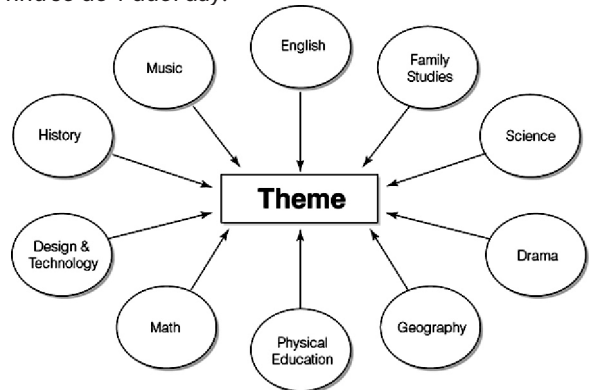 English
Family
Studies
Music
Science
History
Theme
Drama
Design &
Technology
Geography
Math
Physical
Education